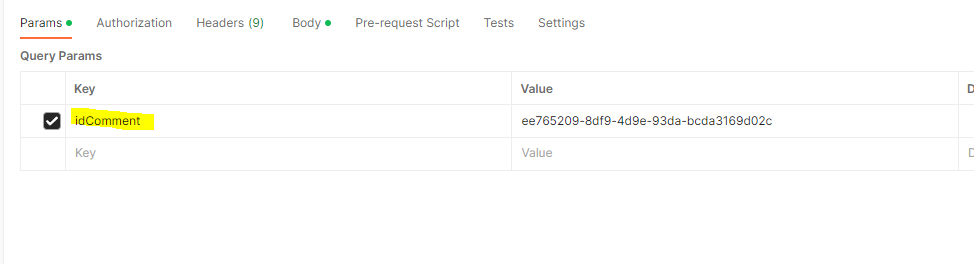 Params Authorization Headers (9) Body Pre-request Script Tests Settings
Query Params
Key Value D
idComment ee765209-8df9-4d9e-93da-bcda3169d02c
Key Value D